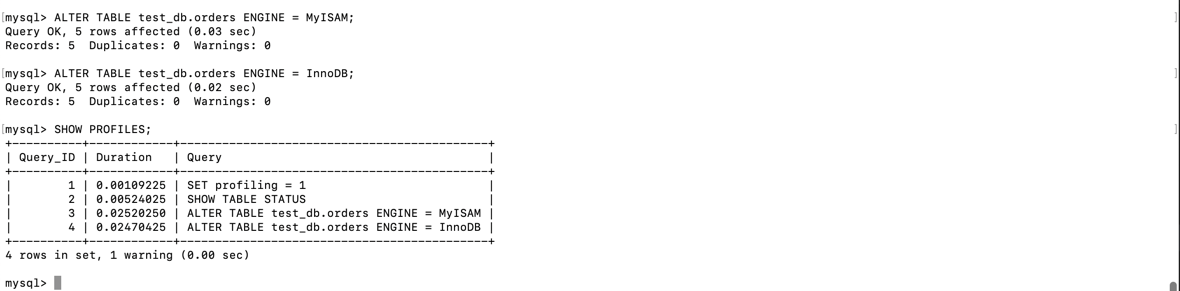 [mysql> ALTER TABLE test_db.orders ENGINE = MyISAM; ]
Query OK, 5 rows affected (0.03 sec)
Records: 5  Duplicates: 0  Warnings: 0

[mysql> ALTER TABLE test_db.orders ENGINE = InnoDB; ]
Query OK, 5 rows affected (0.02 sec)
Records: 5  Duplicates: 0  Warnings: 0

[mysql> SHOW PROFILES; ]
+----------+------------+--------------------------------------------+
| Query_ID | Duration   | Query                                      |
+----------+------------+--------------------------------------------+
|        1 | 0.00109225 | SET profiling = 1                          |
|        2 | 0.00524025 | SHOW TABLE STATUS                          |
|        3 | 0.02520250 | ALTER TABLE test_db.orders ENGINE = MyISAM |
|        4 | 0.02470425 | ALTER TABLE test_db.orders ENGINE = InnoDB |
+----------+------------+--------------------------------------------+
4 rows in set, 1 warning (0.00 sec)

mysql>